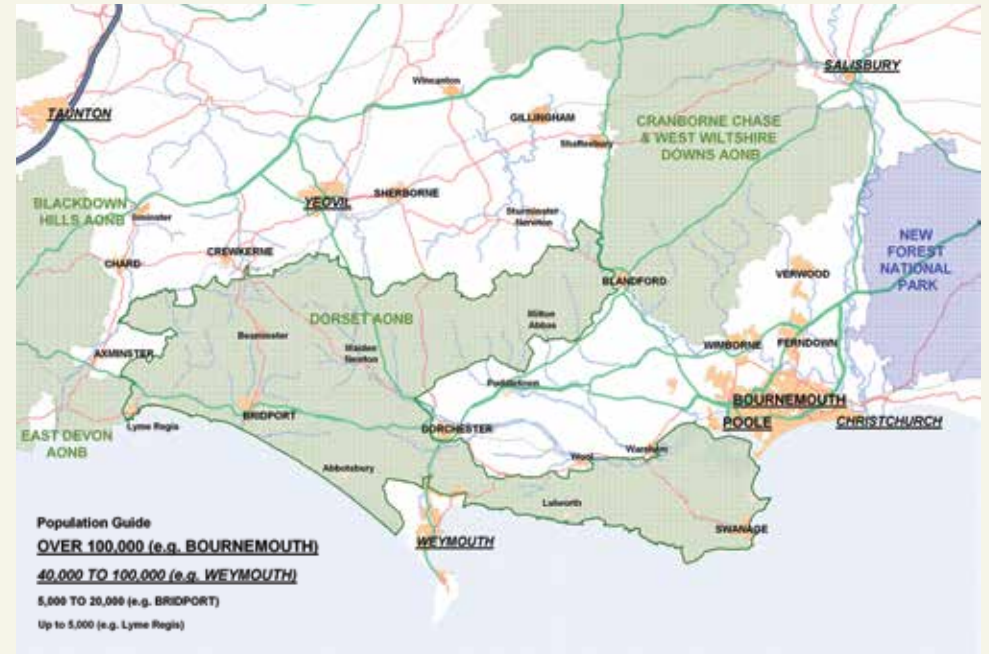 SALISBURY
Wincanton
TAUNTON
GILLINGHAM
CRANBORNE CHASE
& WEST WILTSHIRE
DOWNS AONB
Shaftesbury
BLACKDOWN
HILLS AONB
YEOVIL
SHERBORNE
Ilminster
Sturminster
Newton
NEW
FOREST
NATIONAL
PARK
CREWKERNE
CHARD
VERWOOD
BLANDFORD
DORSET AONB
Milton
Abbas
Beaminster
Maiden
Newton
AXMINSTER
WIMBORNE
FERNDOWN
Puddletown
BOURNEMOUTH
BRIDPORT
POOLE
CHRISTCHURCH
Lyme Regis
DORCHESTER
EAST DEVON
AONB
Wareham
Wool
Abbotsbury
Lulworth
SWANAGE
WEYMOUTH
Population Guide
OVER 100,000 (e.g. BOURNEMOUTH)
40,000 TO 100,000 (e.g. WEYMOUTH)
5,000 TO 20,000 (e.g. BRIDPORT)
Up to 5,000 (e.g. Lyme Regis)